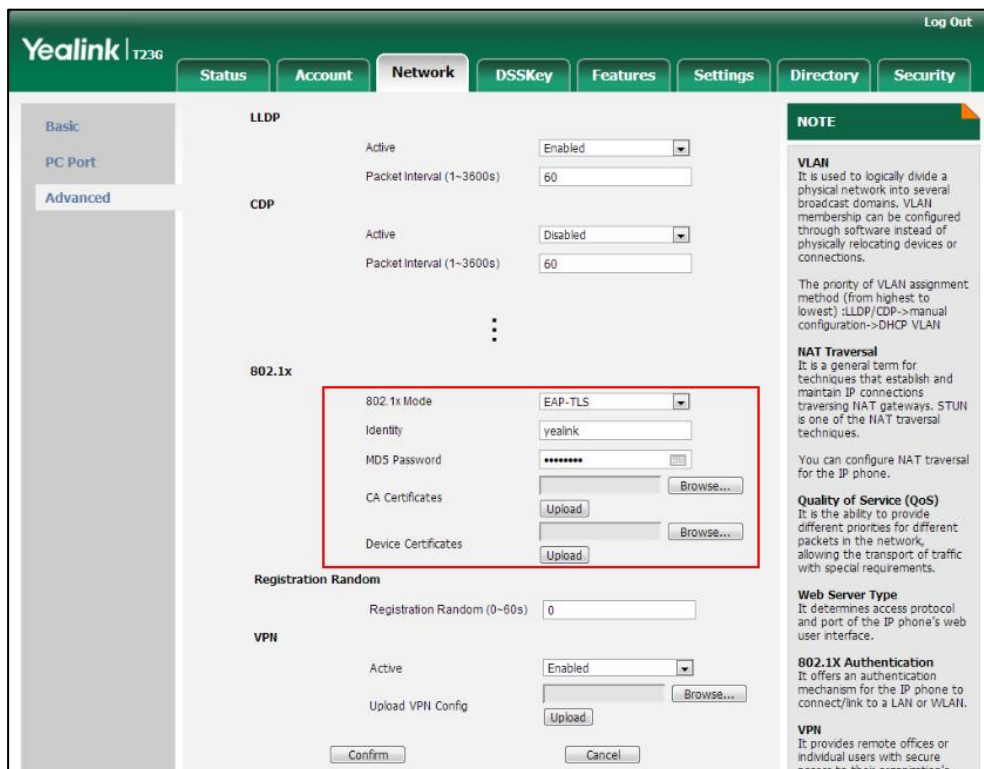 Log Out
Yealink T23G
Status Account Network DSSKey Features Settings Directory Security
Basic
PC Port
Advanced
LLDP
Active Enabled
Packet Interval (1~3600s) 60
CDP
Active Disabled
Packet Interval (1~3600s) 60
802.1x
802.1x Mode EAP-TLS
Identity yealink
MD5 Password ••••••••
CA Certificates Browse...
Upload
Device Certificates Browse...
Upload
Registration Random
Registration Random (0~60s) 0
VPN
Active Enabled
Upload VPN Config Browse...
Upload
Confirm Cancel
NOTE
VLAN
It is used to logically divide a
physical network into several
broadcast domains. VLAN
membership can be configured
through software instead of
physically relocating devices or
connections.
The priority of VLAN assignment
method (from highest to
lowest) :LLDP/CDP->manual
configuration->DHCP VLAN
NAT Traversal
It is a general term for
techniques that establish and
maintain IP connections
traversing NAT gateways. STUN
is one of the NAT traversal
techniques.
You can configure NAT traversal
for the IP phone.
Quality of Service (QoS)
It is the ability to provide
different priorities for different
packets in the network,
allowing the transport of traffic
with special requirements.
Web Server Type
It determines access protocol
and port of the IP phone's web
user interface.
802.1X Authentication
It offers an authentication
mechanism for the IP phone to
connect/link to a LAN or WLAN.
VPN
It provides remote offices or
individual users with secure